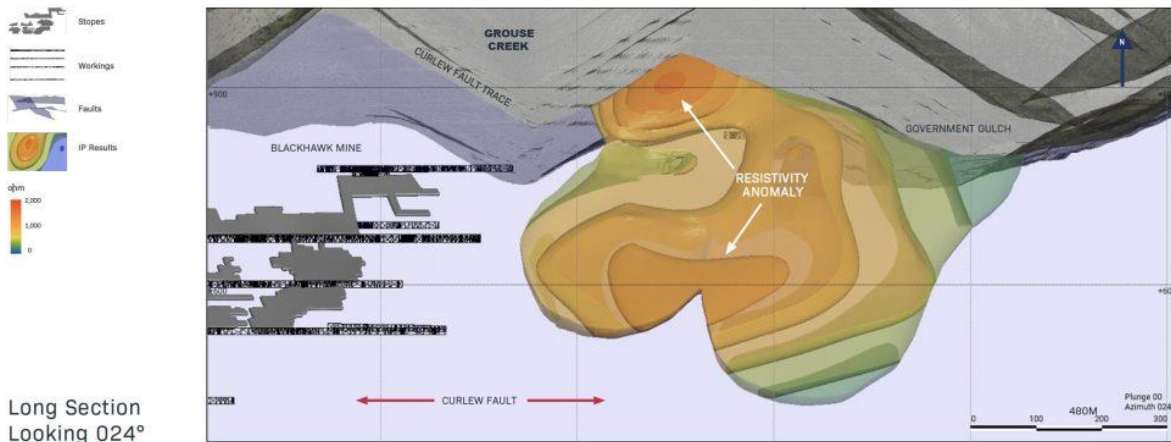 Stopes
Workings
Faults
IP Results
ohm
2,000
1,000
0
Long Section
Looking 024°
GROUSE
CREEK
CURLEW FAULT TRACE
+900
BLACKHAWK MINE
GOVERNMENT GULCH
N
RESISTIVITY
ANOMALY
CURLEW FAULT
480M
Plunge 00
Azimuth 024
0 100 200 300